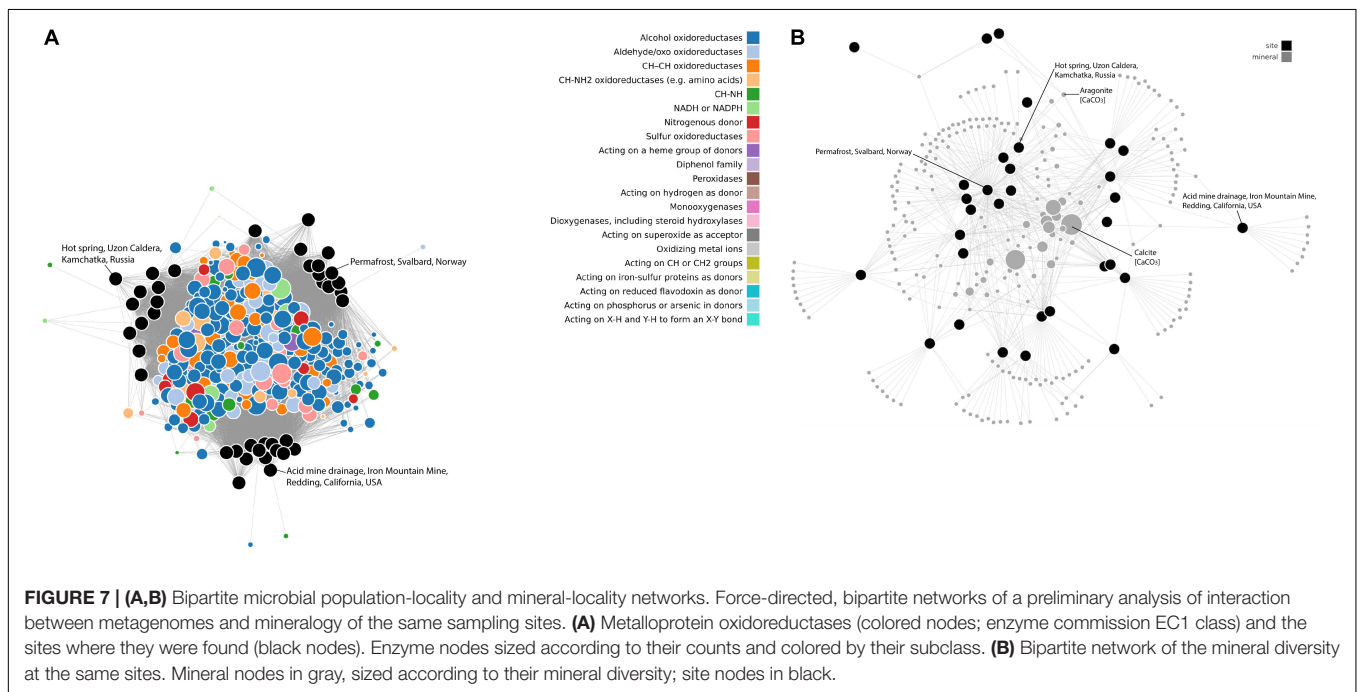 A
Hot spring, Uzon Caldera,
Kamchatka, Russia
Permafrost, Svalbard, Norway
Acid mine drainage, Iron Mountain Mine,
Redding, California, USA
Alcohol oxidoreductases
Aldehyde/oxo oxidoreductases
CH–CH oxidoreductases
CH-NH2 oxidoreductases (e.g. amino acids)
CH-NH
NADH or NADPH
Nitrogenous donor
Sulfur oxidoreductases
Acting on a heme group of donors
Diphenol family
Peroxidases
Acting on hydrogen as donor
Monooxygenases
Dioxygenases, including steroid hydroxylases
Acting on superoxide as acceptor
Oxidizing metal ions
Acting on CH or CH2 groups
Acting on iron-sulfur proteins as donors
Acting on reduced flavodoxin as donor
Acting on phosphorus or arsenic in donors
Acting on X-H and Y-H to form an X-Y bond
B
site
mineral
Hot spring, Uzon Caldera,
Kamchatka, Russia
Aragonite
[CaCO3]
Permafrost, Svalbard, Norway
Acid mine drainage, Iron Mountain Mine,
Redding, California, USA
Calcite
[CaCO3]
FIGURE 7 | (A,B) Bipartite microbial population-locality and mineral-locality networks. Force-directed, bipartite networks of a preliminary analysis of interaction
between metagenomes and mineralogy of the same sampling sites. (A) Metalloprotein oxidoreductases (colored nodes; enzyme commission EC1 class) and the
sites where they were found (black nodes). Enzyme nodes sized according to their counts and colored by their subclass. (B) Bipartite network of the mineral diversity
at the same sites. Mineral nodes in gray, sized according to their mineral diversity; site nodes in black.